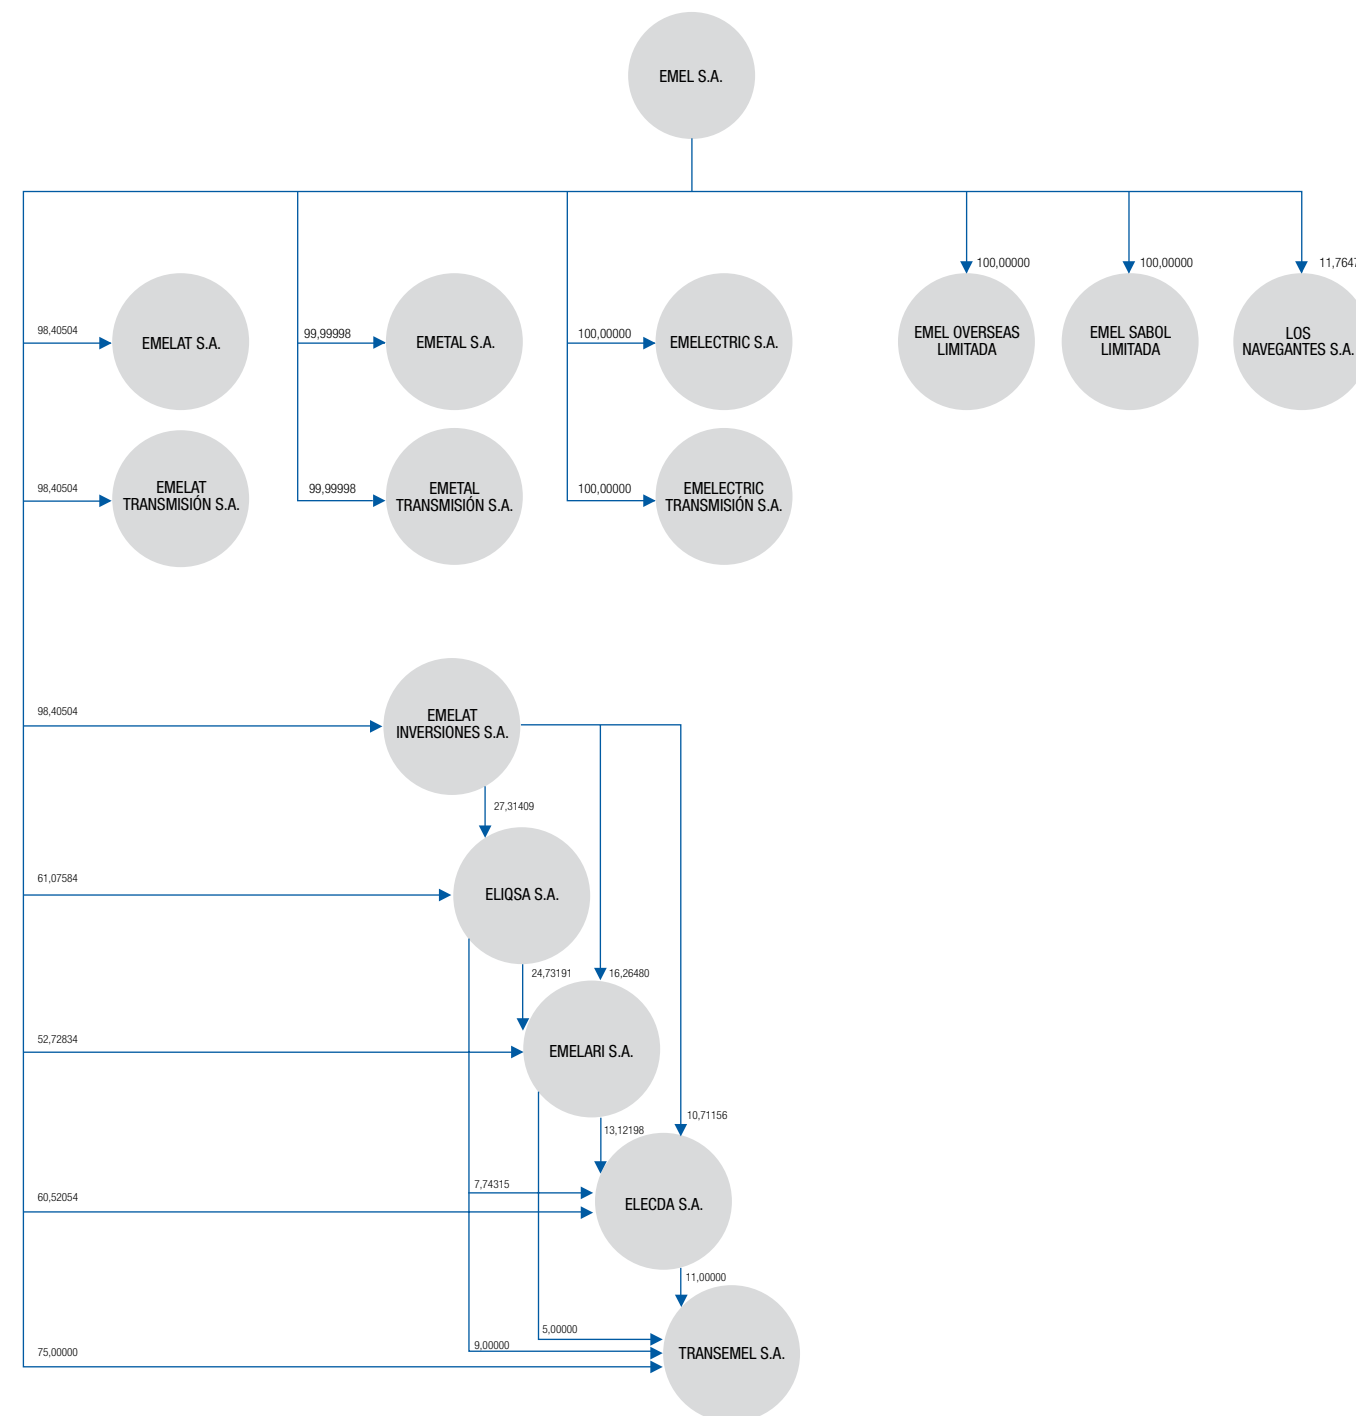 EMEL S.A.
100,00000
100,00000
11,7647
98,40504
EMELAT S.A.
99,99998
EMETAL S.A.
100,00000
EMELECTRIC S.A.
EMEL OVERSEAS
LIMITADA
EMEL SABOL
LIMITADA
LOS
NAVEGANTES S.A.
98,40504
EMELAT
TRANSMISIÓN S.A.
99,99998
EMETAL
TRANSMISIÓN S.A.
100,00000
EMELECTRIC
TRANSMISIÓN S.A.
98,40504
EMELAT
INVERSIONES S.A.
27,31409
61,07584
ELIQSA S.A.
24,73191
16,26480
52,72834
EMELARI S.A.
10,71156
13,12198
7,74315
60,52054
ELECDA S.A.
11,00000
5,00000
9,00000
75,00000
TRANSEMEL S.A.